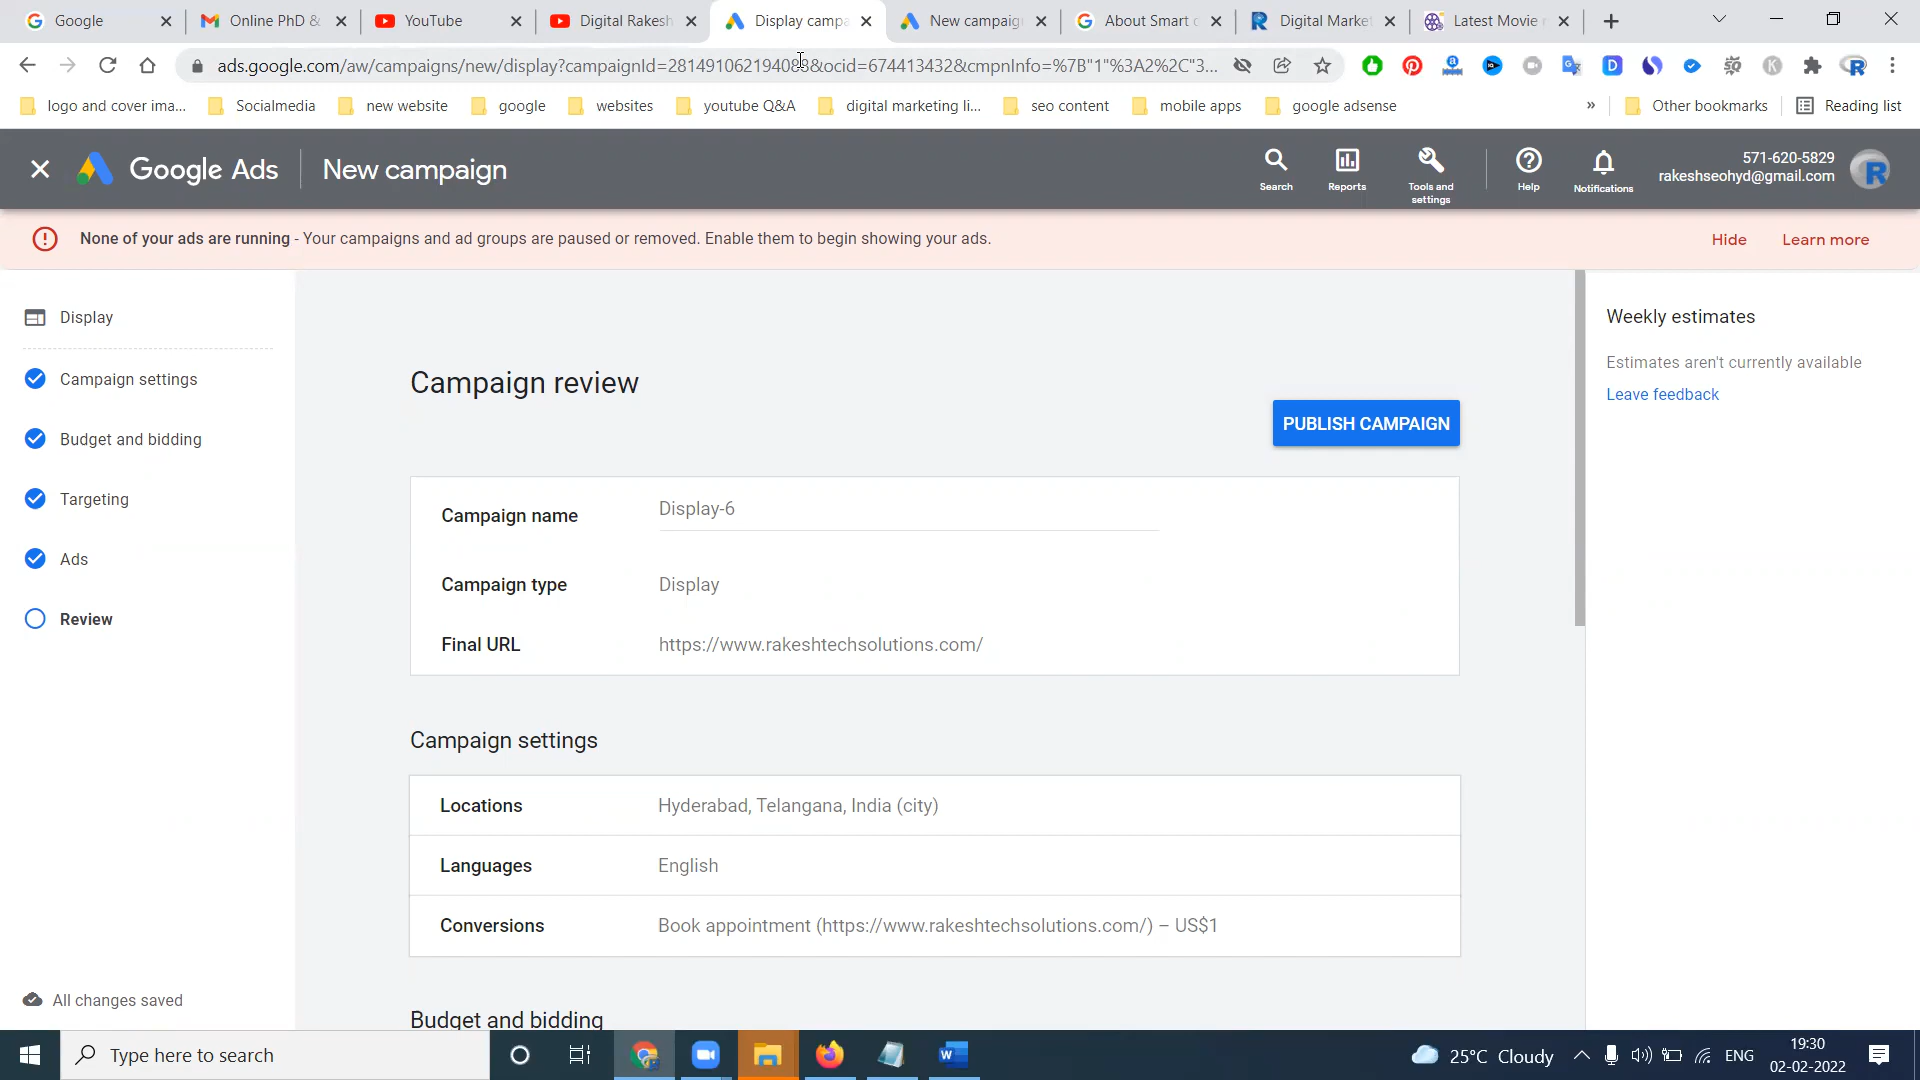 Google
Online PhD &
YouTube
Digital Rakesh
Display campa
New campaig
About Smart
Digital Market
Latest Movie
ads.google.com/aw/campaigns/new/display?campaignId=281491062194083&ocid=674413432&cmpnInfo=%7B"1"%3A2%2C"3...
logo and cover ima...
Socialmedia
new website
google
websites
youtube Q&A
digital marketing li...
seo content
mobile apps
google adsense
»
Other bookmarks
Reading list
Google Ads
New campaign
Search
Reports
Tools and
settings
Help
Notifications
571-620-5829
rakeshseohyd@gmail.com
None of your ads are running - Your campaigns and ad groups are paused or removed. Enable them to begin showing your ads.
Hide
Learn more
Display
Campaign settings
Budget and bidding
Targeting
Ads
Review
All changes saved
Campaign review
PUBLISH CAMPAIGN
Campaign name
Display-6
Campaign type
Display
Final URL
https://www.rakeshtechsolutions.com/
Campaign settings
Locations
Hyderabad, Telangana, India (city)
Languages
English
Conversions
Book appointment (https://www.rakeshtechsolutions.com/) – US$1
Budget and bidding
Weekly estimates
Estimates aren't currently available
Leave feedback
Type here to search
25°C Cloudy
ENG
19:30
02-02-2022